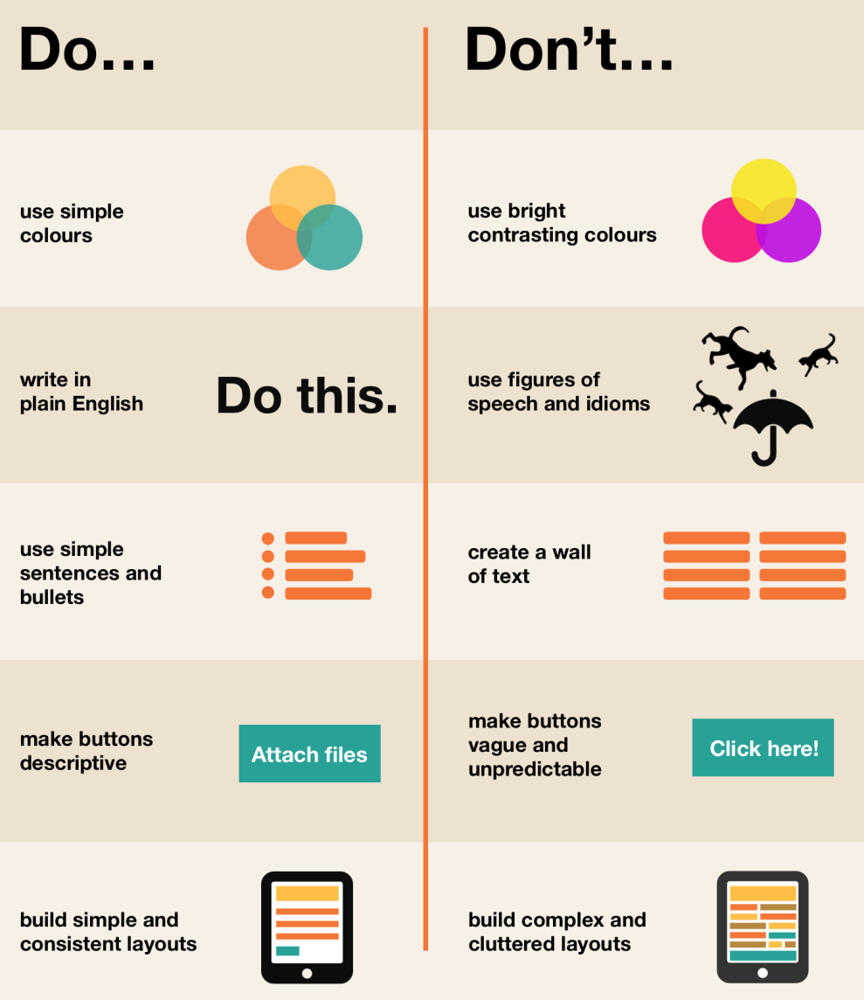 Do...
Don't...
use simple
colours
use bright
contrasting colours
write in
plain English
Do this.
use figures of
speech and idioms
use simple
sentences and
bullets
create a wall
of text
make buttons
descriptive
Attach files
make buttons
vague and
unpredictable
Click here!
build simple and
consistent layouts
build complex and
cluttered layouts